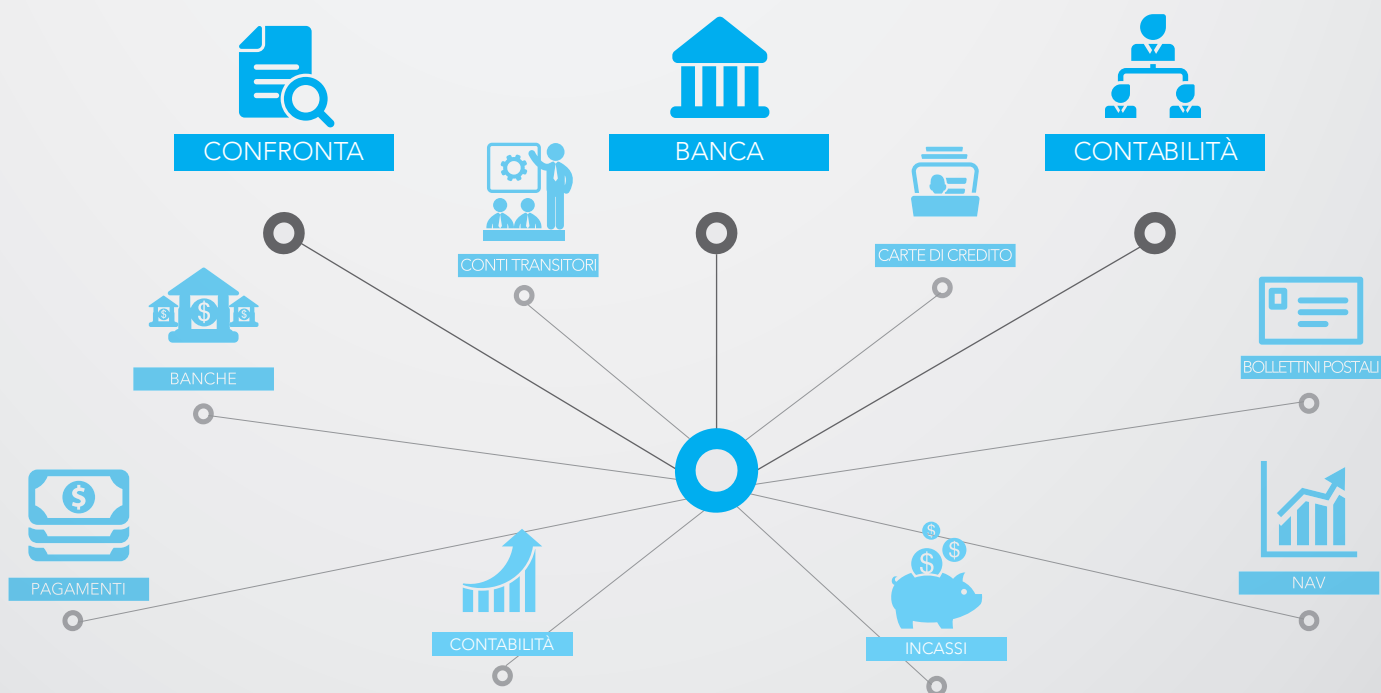 CONFRONTA
BANCA
CONTABILITÀ
CONTI TRANSITORI
CARTE DI CREDITO
$
$
$
BANCHE
BOLLETTINI POSTALI
$
PAGAMENTI
$
$
$
NAV
CONTABILITÀ
INCASSI